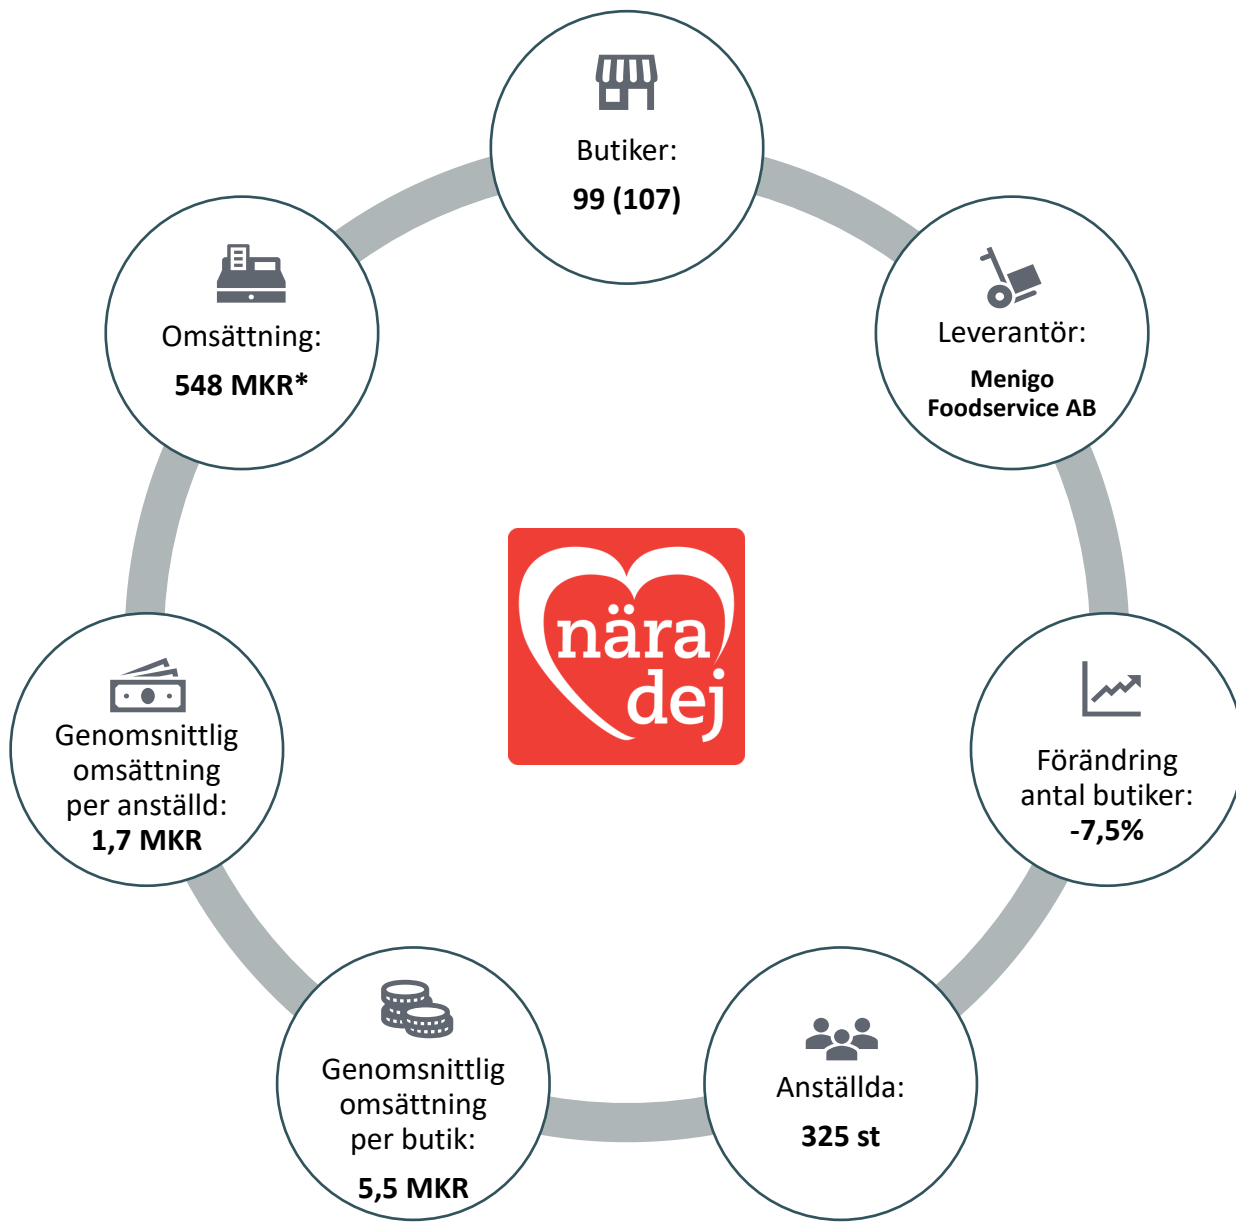 Butiker:
99 (107)
Leverantör:
Menigo
Foodservice AB
Förändring
antal butiker:
-7,5%
Anställda:
325 st
Genomsnittlig
omsättning
per butik:
5,5 MKR
Genomsnittlig
omsättning
per anställd:
1,7 MKR
Omsättning:
548 MKR*
nära
dej